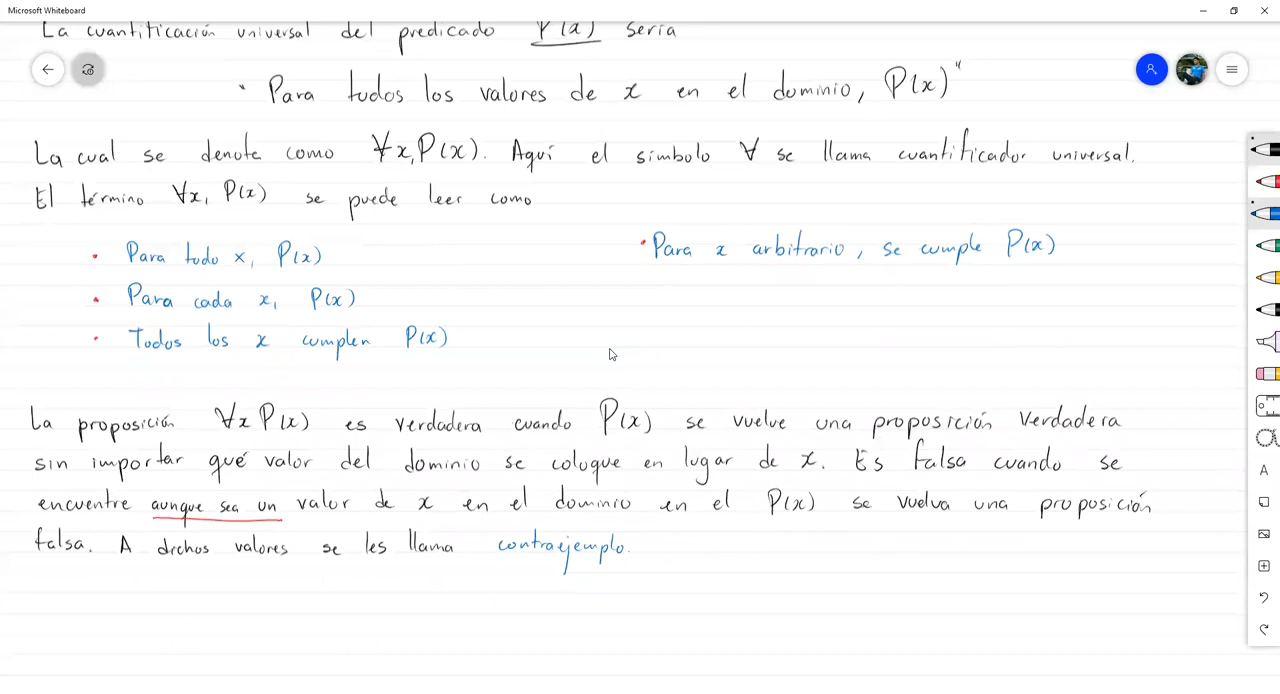 Microsoft Whiteboard
La cuantificación universal del predicado P(x) sería
" Para todos los valores de x en el dominio, P(x)"
La cual se denota como ∀x, P(x). Aquí el símbolo ∀ se llama cuantificador universal.
El término ∀x, P(x) se puede leer como
• Para todo x, P(x)
• Para cada x, P(x)
• Todos los x cumplen P(x)
• Para x arbitrario, se cumple P(x)
La proposición ∀x P(x) es verdadera cuando P(x) se vuelve una proposición verdadera
sin importar qué valor del dominio se coloque en lugar de x. Es falsa cuando se
encuentre aunque sea un valor de x en el dominio en el P(x) se vuelva una proposición
falsa. A dichos valores se les llama contraejemplo.
A